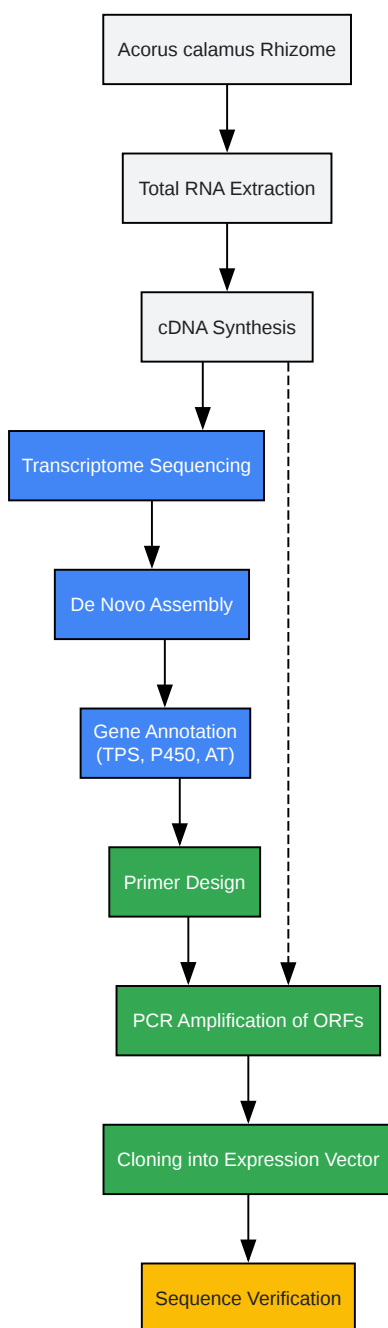 Acorus calamus Rhizome
Total RNA Extraction
cDNA Synthesis
Transcriptome Sequencing
De Novo Assembly
Gene Annotation
(TPS, P450, AT)
Primer Design
PCR Amplification of ORFs
Cloning into Expression Vector
Sequence Verification